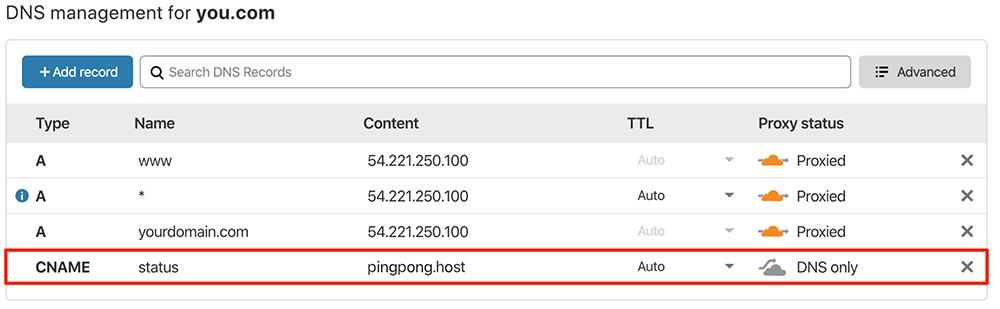 DNS management for you.com
+ Add record Search DNS Records Advanced
Type Name Content TTL Proxy status
A www 54.221.250.100 Auto Proxied
A * 54.221.250.100 Auto Proxied
A yourdomain.com 54.221.250.100 Auto Proxied
CNAME status pingpong.host Auto DNS only